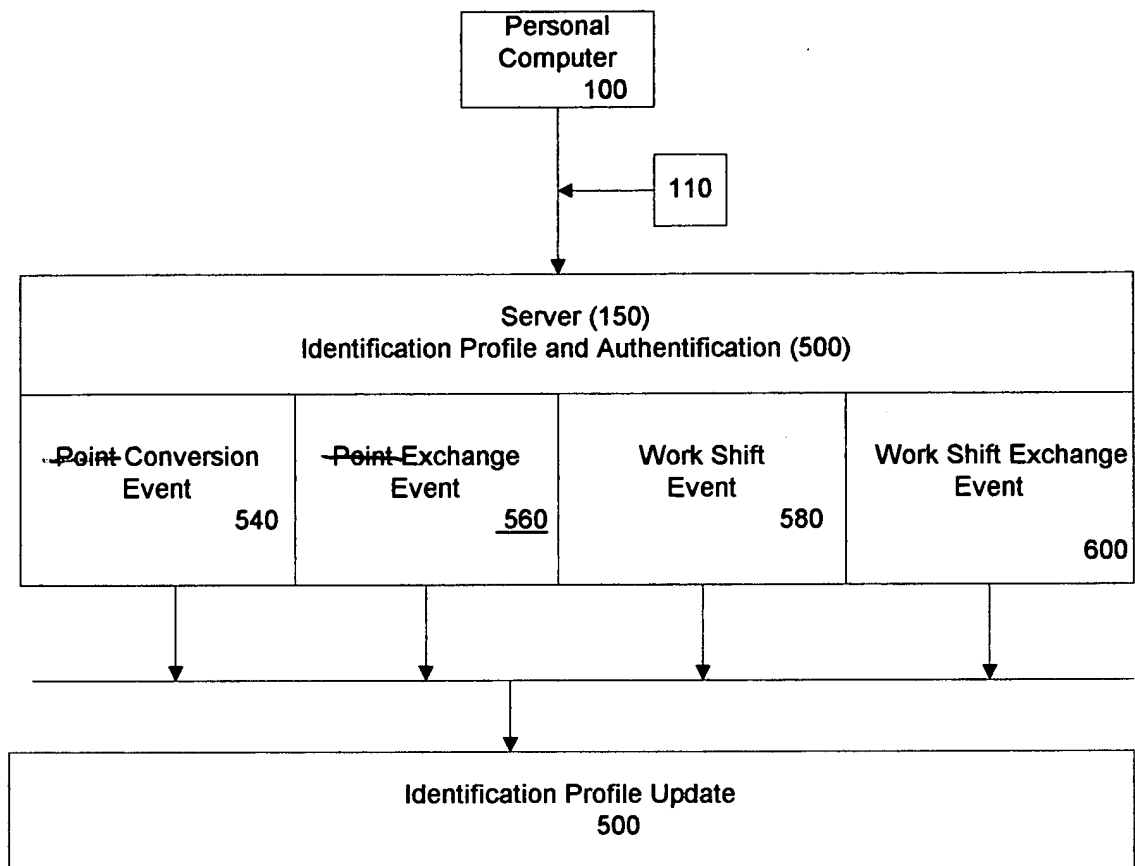 Personal
Computer
100
110
Server (150)
Identification Profile and Authentification (500)
Point Conversion
Event
540
Point Exchange
Event
560
Work Shift
Event
580
Work Shift Exchange
Event
600
Identification Profile Update
500